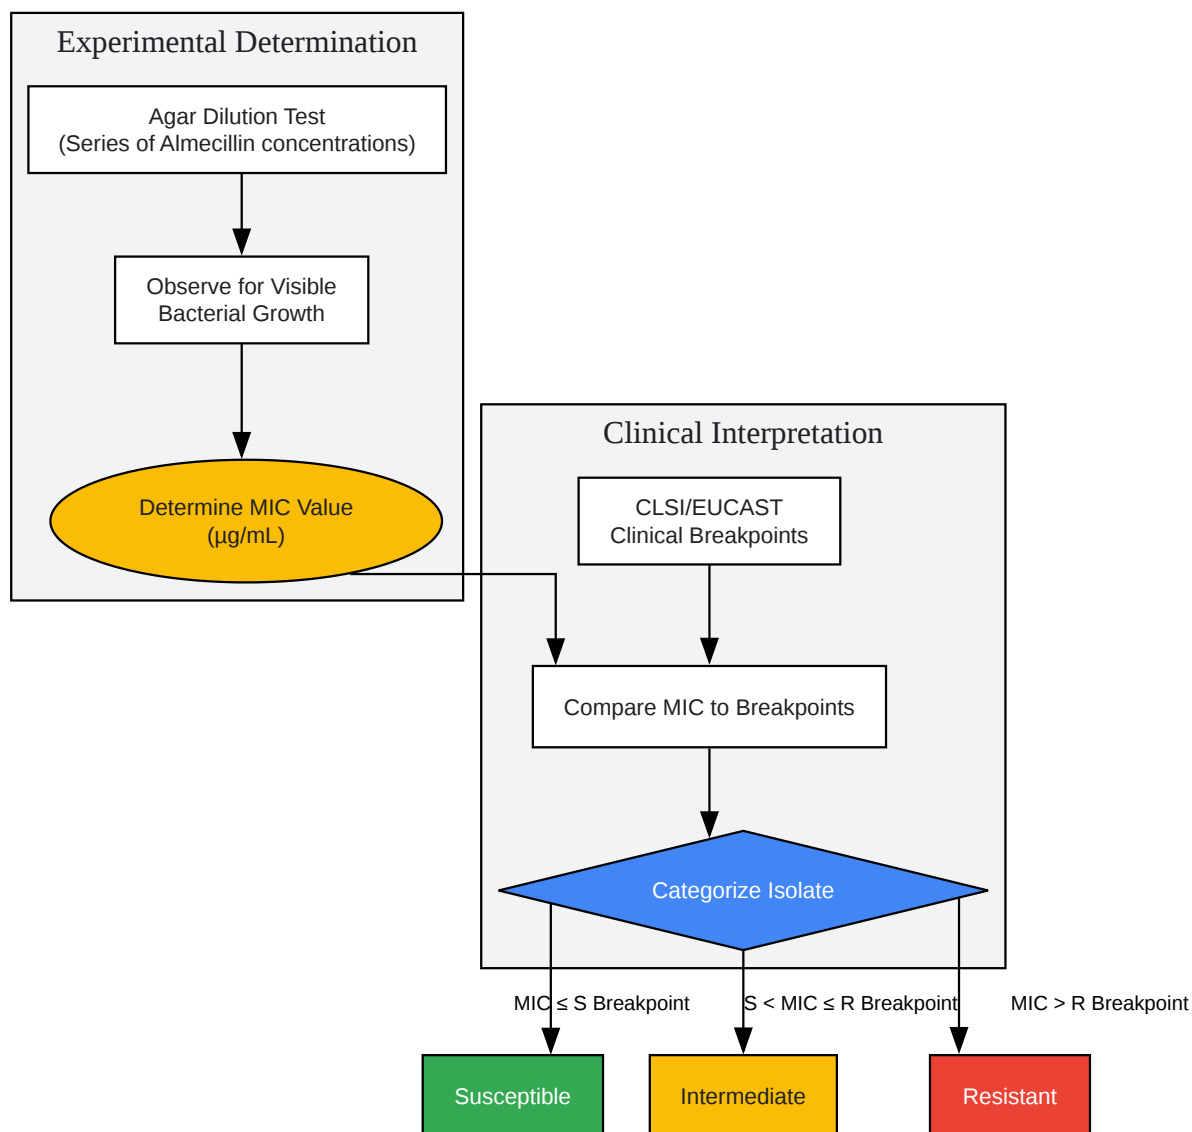 Experimental Determination
Agar Dilution Test
(Series of Almecillin concentrations)
Observe for Visible
Bacterial Growth
Determine MIC Value
(µg/mL)
Clinical Interpretation
CLSI/EUCAST
Clinical Breakpoints
Compare MIC to Breakpoints
Categorize Isolate
MIC ≤ S Breakpoint
S < MIC ≤ R Breakpoint
MIC > R Breakpoint
Susceptible
Intermediate
Resistant